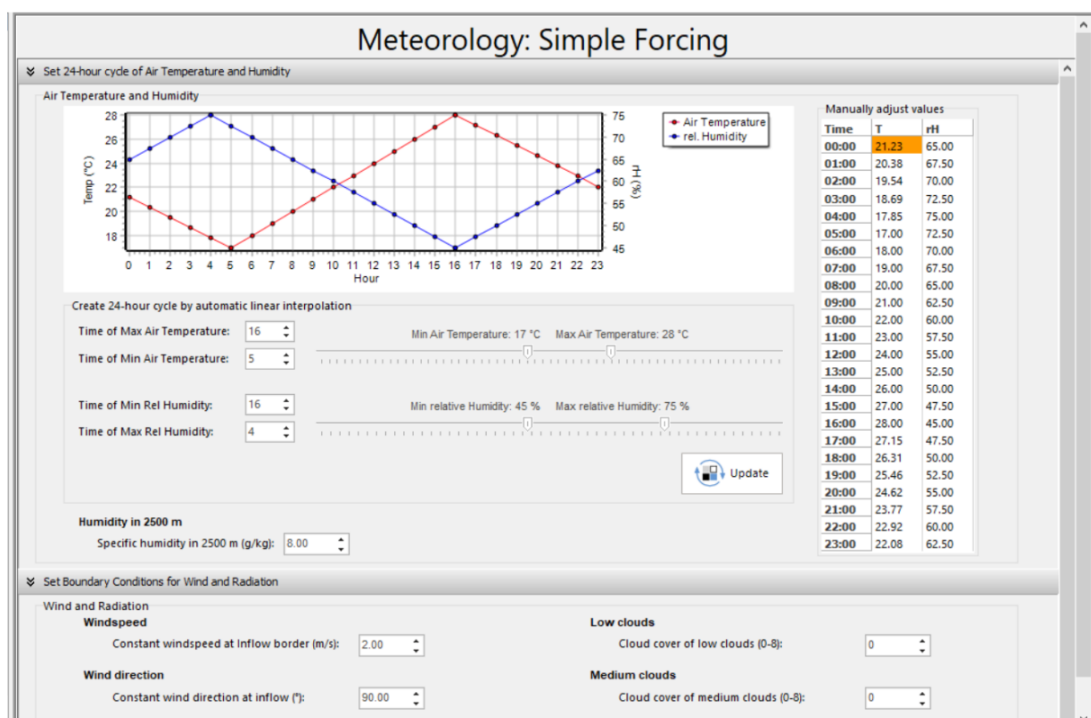 Meteorology: Simple Forcing
Set 24-hour cycle of Air Temperature and Humidity
Air Temperature and Humidity
28
26
24
22
20
18
Temp (°C)
75
70
65
60
55
50
45
rH (%)
0 1 2 3 4 5 6 7 8 9 10 11 12 13 14 15 16 17 18 19 20 21 22 23
Hour
Air Temperature
rel. Humidity
Manually adjust values
Time T rH
00:00 21.23 65.00
01:00 20.38 67.50
02:00 19.54 70.00
03:00 18.69 72.50
04:00 17.85 75.00
05:00 17.00 72.50
06:00 18.00 70.00
07:00 19.00 67.50
08:00 20.00 65.00
09:00 21.00 62.50
10:00 22.00 60.00
11:00 23.00 57.50
12:00 24.00 55.00
13:00 25.00 52.50
14:00 26.00 50.00
15:00 27.00 47.50
16:00 28.00 45.00
17:00 27.15 47.50
18:00 26.31 50.00
19:00 25.46 52.50
20:00 24.62 55.00
21:00 23.77 57.50
22:00 22.92 60.00
23:00 22.08 62.50
Create 24-hour cycle by automatic linear interpolation
Time of Max Air Temperature: 16
Min Air Temperature: 17 °C Max Air Temperature: 28 °C
Time of Min Air Temperature: 5
Time of Min Rel Humidity: 16
Min relative Humidity: 45 % Max relative Humidity: 75 %
Time of Max Rel Humidity: 4
Update
Humidity in 2500 m
Specific humidity in 2500 m (g/kg): 8.00
Set Boundary Conditions for Wind and Radiation
Wind and Radiation
Windspeed
Constant windspeed at Inflow border (m/s): 2.00
Low clouds
Cloud cover of low clouds (0-8): 0
Wind direction
Constant wind direction at inflow (°): 90.00
Medium clouds
Cloud cover of medium clouds (0-8): 0